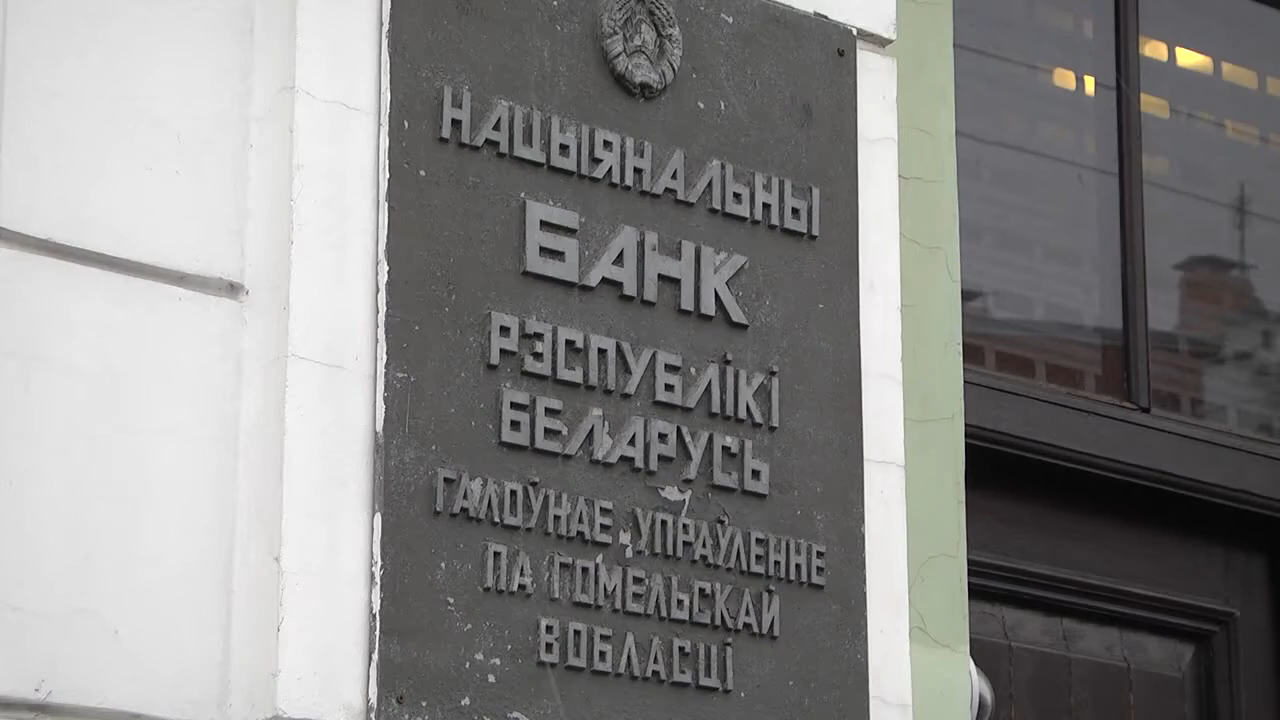 НАЦЫЯНАЛЬНЫ
БАНК
РЭСПУБЛІКІ
БЕЛАРУСЬ
ГАЛОЎНАЕ УПРАЎЛЕННЕ
ПА ГОМЕЛЬСКАЙ
ВОБЛАСЦІ